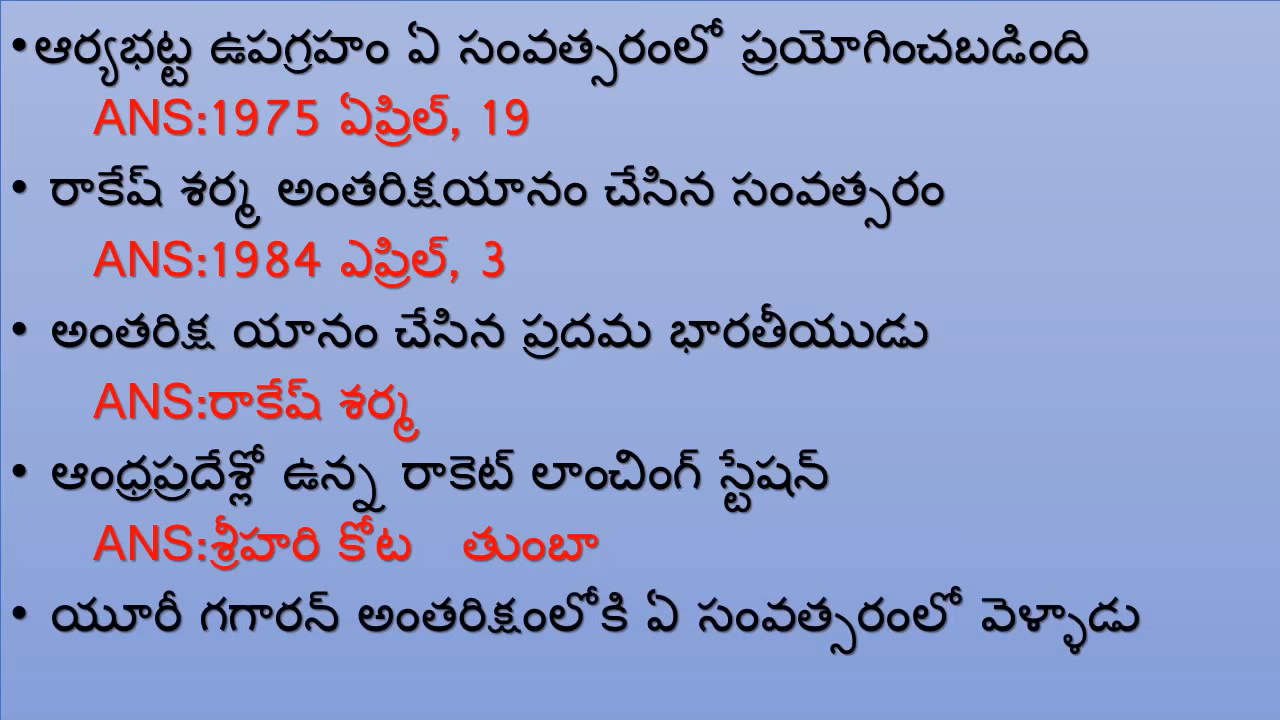 •ఆర్యభట్ట ఉపగ్రహం ఏ సంవత్సరంలో ప్రయోగించబడింది
ANS:1975 ఏప్రిల్, 19
• రాకేష్ శర్మ అంతరిక్షయానం చేసిన సంవత్సరం
ANS:1984 ఎప్రిల్, 3
• అంతరిక్ష యానం చేసిన ప్రదమ భారతీయుడు
ANS:రాకేష్ శర్మ
• ఆంధ్రప్రదేశ్లో ఉన్న రాకెట్ లాంచింగ్ స్టేషన్
ANS:శ్రీహరి కోట తుంబా
• యూరీ గగారన్ అంతరిక్షంలోకి ఏ సంవత్సరంలో వెళ్ళాడు